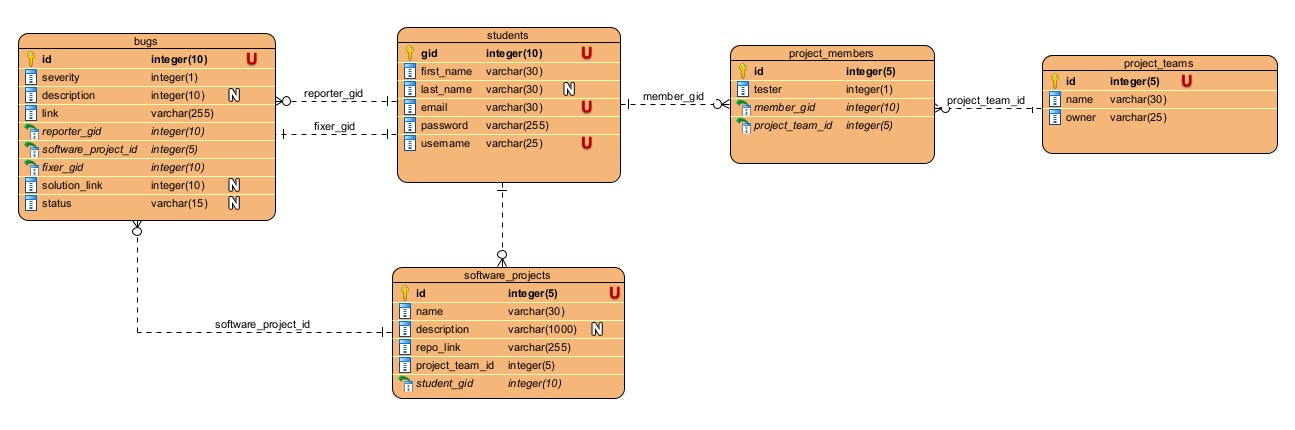 bugs
id integer(10) U
severity integer(1)
description integer(10) N
link varchar(255)
reporter_gid integer(10)
software_project_id integer(5)
fixer_gid integer(10)
solution_link integer(10) N
status varchar(15) N
reporter_gid
fixer_gid
students
gid integer(10) U
first_name varchar(30)
last_name varchar(30) N
email varchar(30) U
password varchar(255)
username varchar(25) U
member_gid
project_members
id integer(5)
tester integer(1)
member_gid integer(10)
project_team_id integer(5)
project_team_id
project_teams
id integer(5) U
name varchar(30)
owner varchar(25)
software_project_id
software_projects
id integer(5) U
name varchar(30)
description varchar(1000) N
repo_link varchar(255)
project_team_id integer(5)
student_gid integer(10)